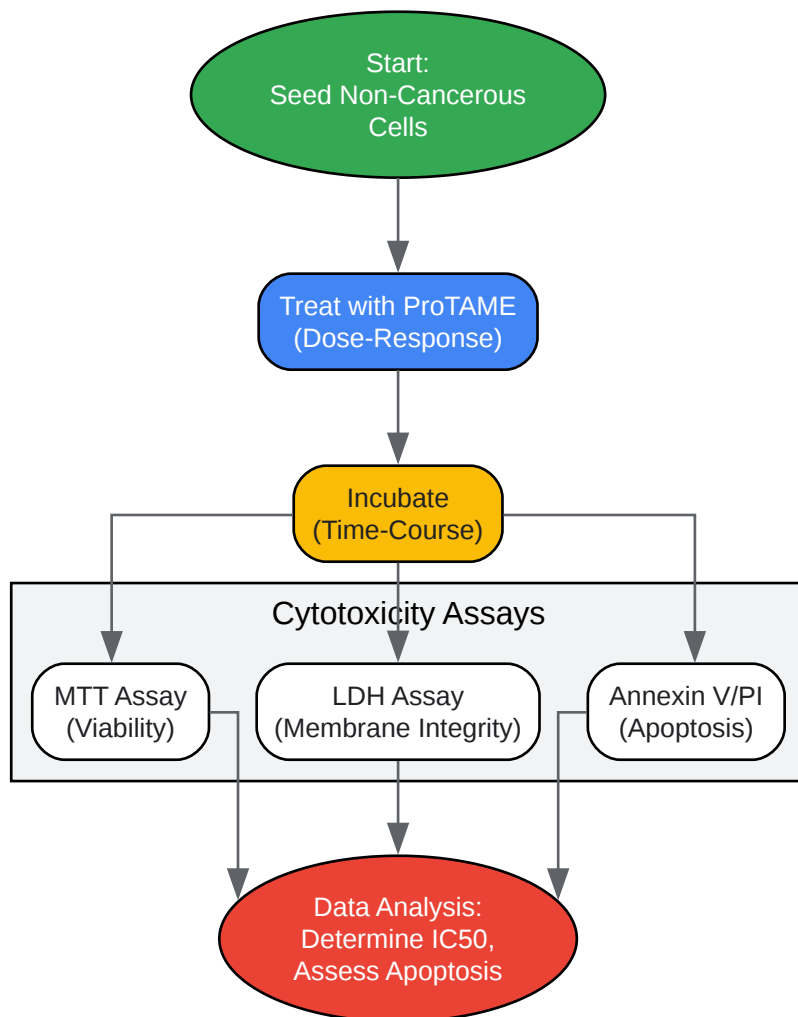 Start:
Seed Non-Cancerous
Cells
Treat with ProTAME
(Dose-Response)
Incubate
(Time-Course)
Cytotoxicity Assays
MTT Assay
(Viability)
LDH Assay
(Membrane Integrity)
Annexin V/PI
(Apoptosis)
Data Analysis:
Determine IC50,
Assess Apoptosis